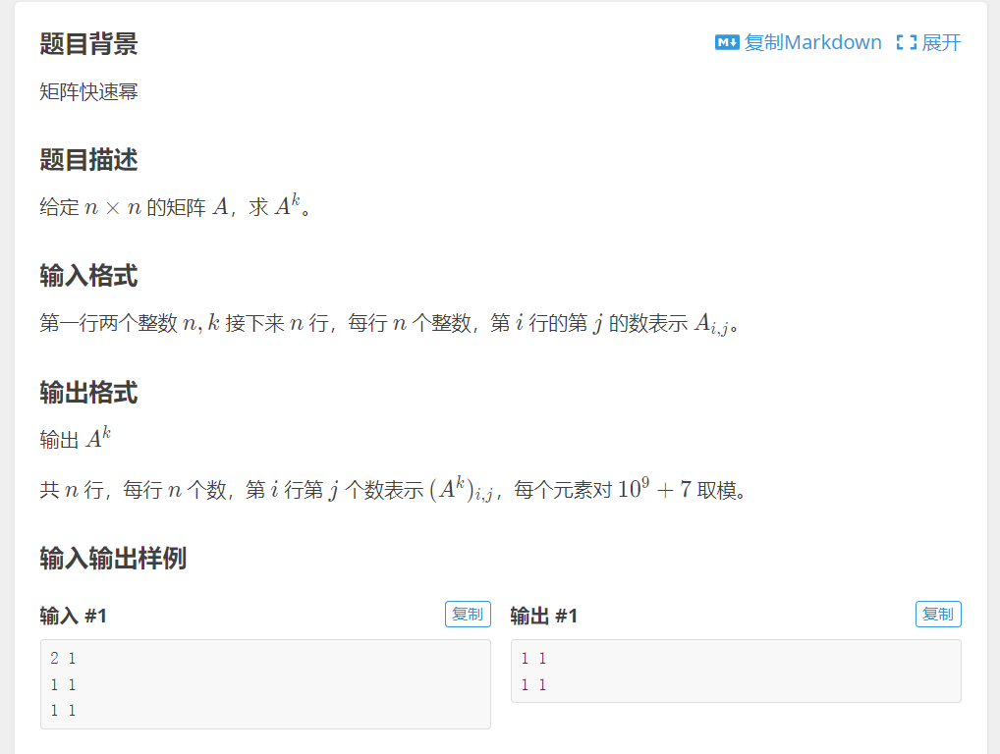 题目背景
复制Markdown 展开
矩阵快速幂
题目描述
给定 n × n 的矩阵 A，求 A^k。
输入格式
第一行两个整数 n, k 接下来 n 行，每行 n 个整数，第 i 行的第 j 的数表示 A_{i,j}。
输出格式
输出 A^k
共 n 行，每行 n 个数，第 i 行第 j 个数表示 (A^k)_{i,j}，每个元素对 10^9 + 7 取模。
输入输出样例
输入 #1
复制
2 1
1 1
1 1
输出 #1
复制
1 1
1 1